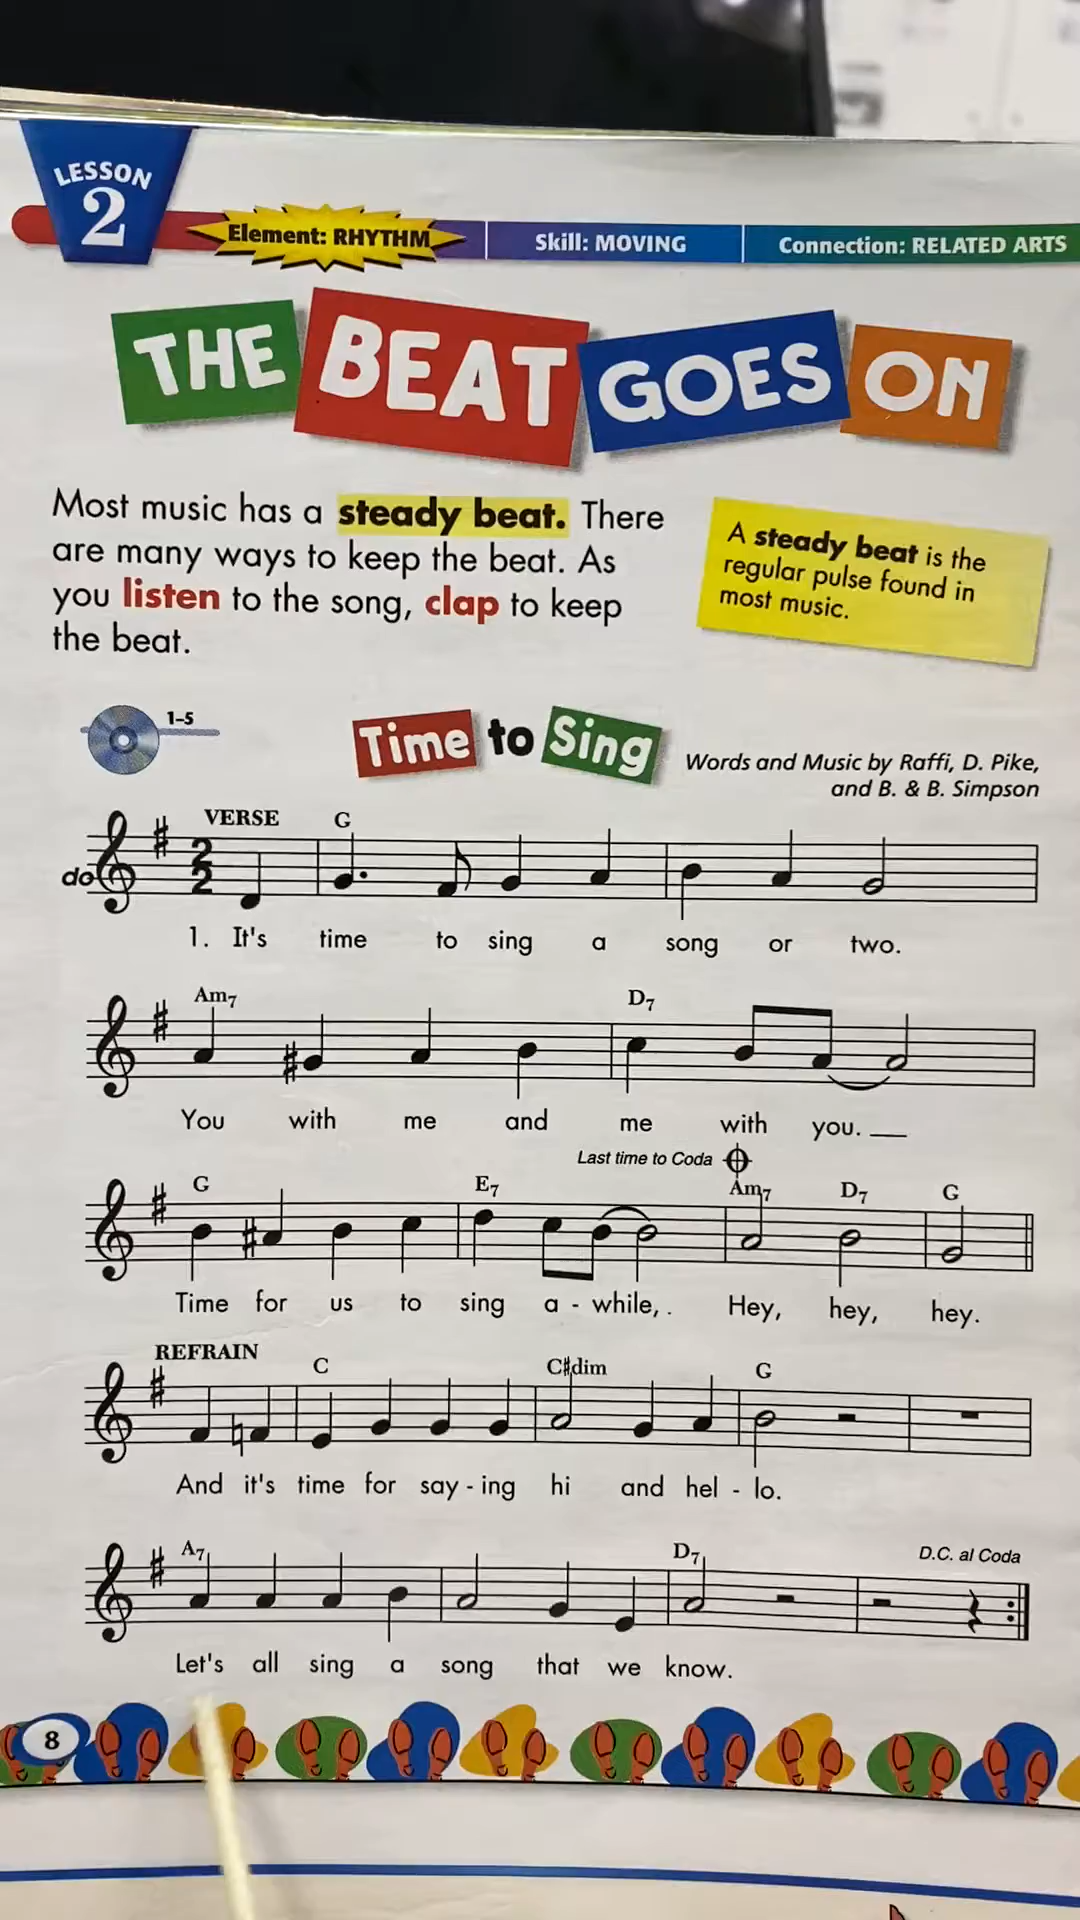 LESSON
2
Element: RHYTHM
Skill: MOVING
Connection: RELATED ARTS
THE BEAT GOES ON
Most music has a steady beat. There
are many ways to keep the beat. As
you listen to the song, clap to keep
the beat.
A steady beat is the
regular pulse found in
most music.
1–5
Time to Sing
Words and Music by Raffi, D. Pike,
and B. & B. Simpson
VERSE G
do 2/2
1. It's time to sing a song or two.
Am7 D7
You with me and me with you.
Last time to Coda
G E7 Am7 D7 G
Time for us to sing a - while, . Hey, hey, hey.
REFRAIN
C C#dim G
And it's time for say - ing hi and hel - lo.
A7 D7 D.C. al Coda
Let's all sing a song that we know.
8